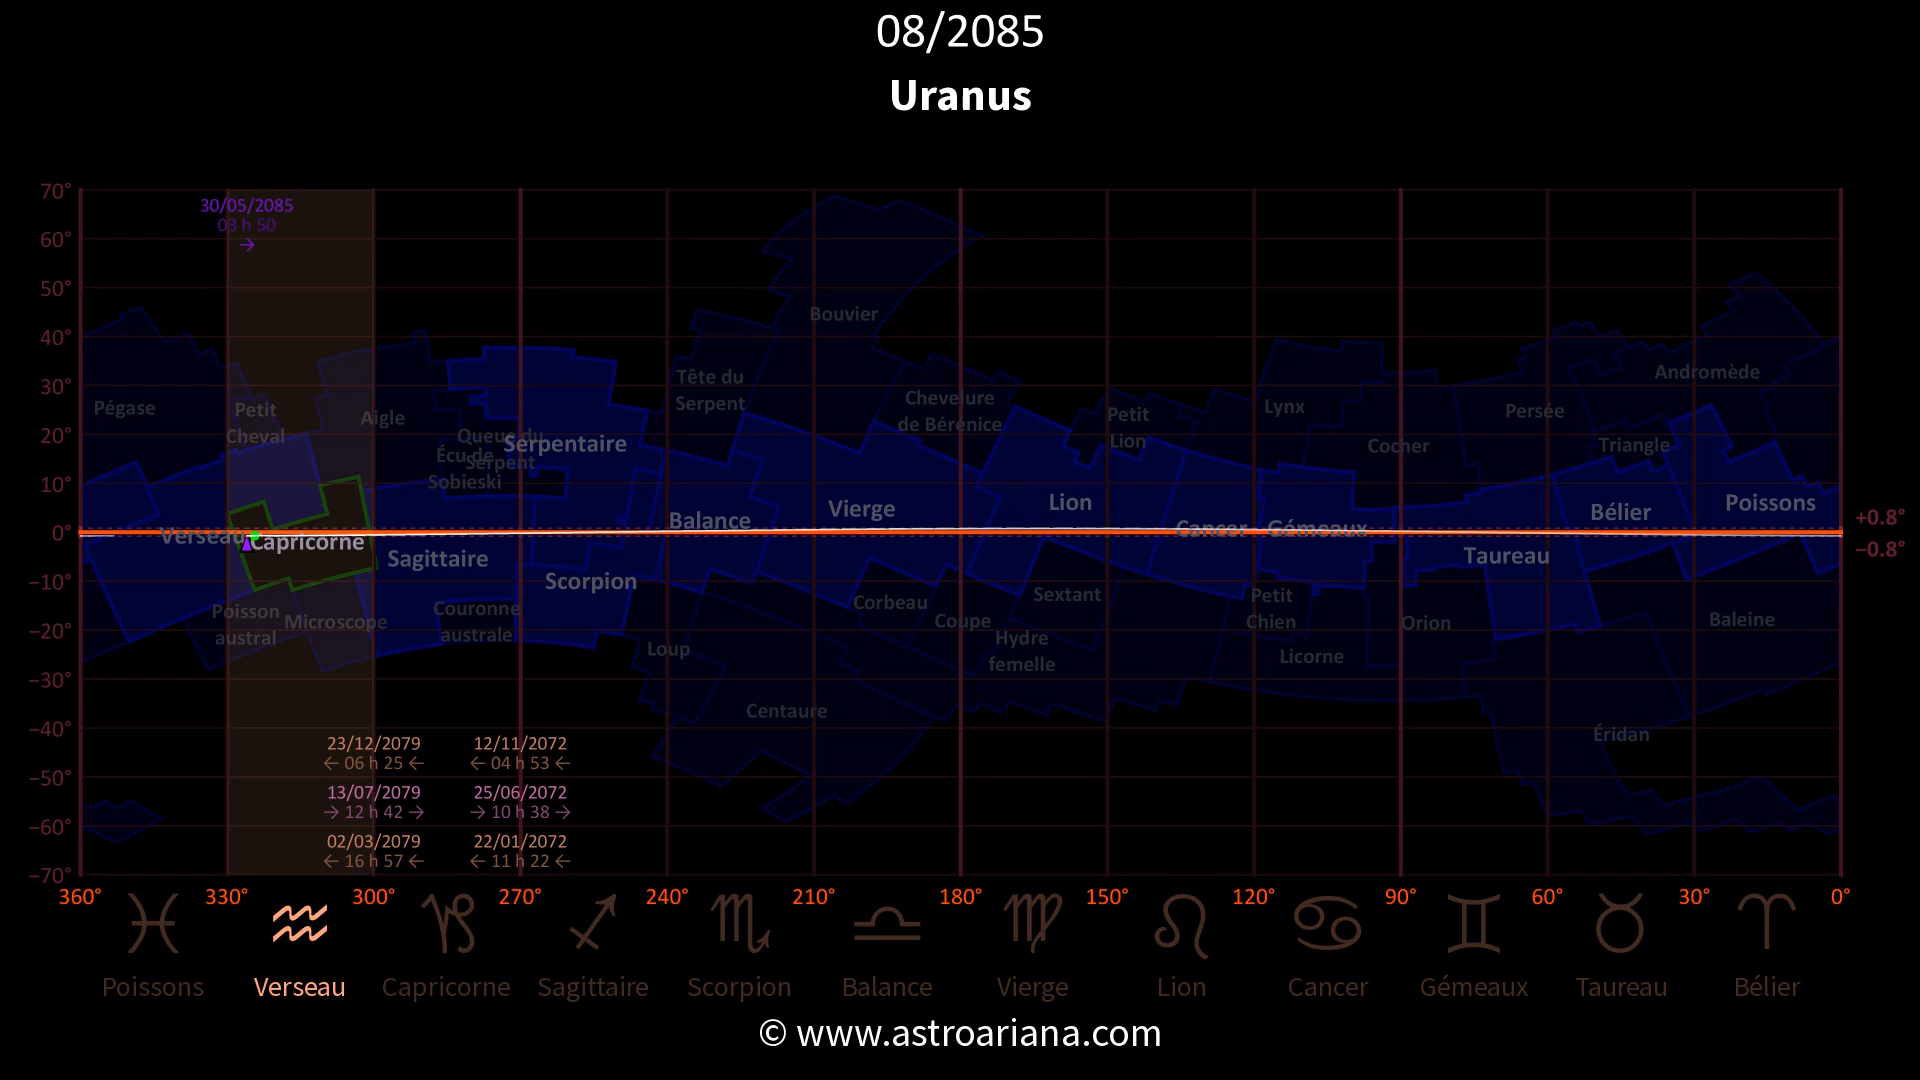 08/2085
Uranus
70°
60°
50°
40°
30°
20°
10°
0°
−10°
−20°
−30°
−40°
−50°
−60°
−70°
30/05/2085
03 h 50
→
Bouvier
Andromède
Tête du
Serpent
Chevelure
de Bérenice
Pégase
Petit
Cheval
Aigle
Petit
Lion
Lynx
Persée
Cocher
Triangle
Queue du
Serpent
Serpentaire
Écu de
Sobieski
Balance
Vierge
Lion
Bélier
Poissons
Verseau
Capricorne
Cancer
Gémeaux
+0.8°
−0.8°
Sagittaire
Scorpion
Taureau
Poisson
austral
Microscope
Couronne
australe
Corbeau
Coupe
Sextant
Petit
Chien
Orion
Baleine
Loup
Hydre
femelle
Licorne
Centaure
Éridan
23/12/2079
← 06 h 25 ←
13/07/2079
→ 12 h 42 →
02/03/2079
← 16 h 57 ←
12/11/2072
← 04 h 53 ←
25/06/2072
→ 10 h 38 →
22/01/2072
← 11 h 22 ←
360° 330° 300° 270° 240° 210° 180° 150° 120° 90° 60° 30° 0°
♓ ♒ ♑ ♐ ♏ ♎ ♍ ♌ ♋ ♊ ♉ ♈
Poissons Verseau Capricorne Sagittaire Scorpion Balance Vierge Lion Cancer Gémeaux Taureau Bélier
© www.astroariana.com